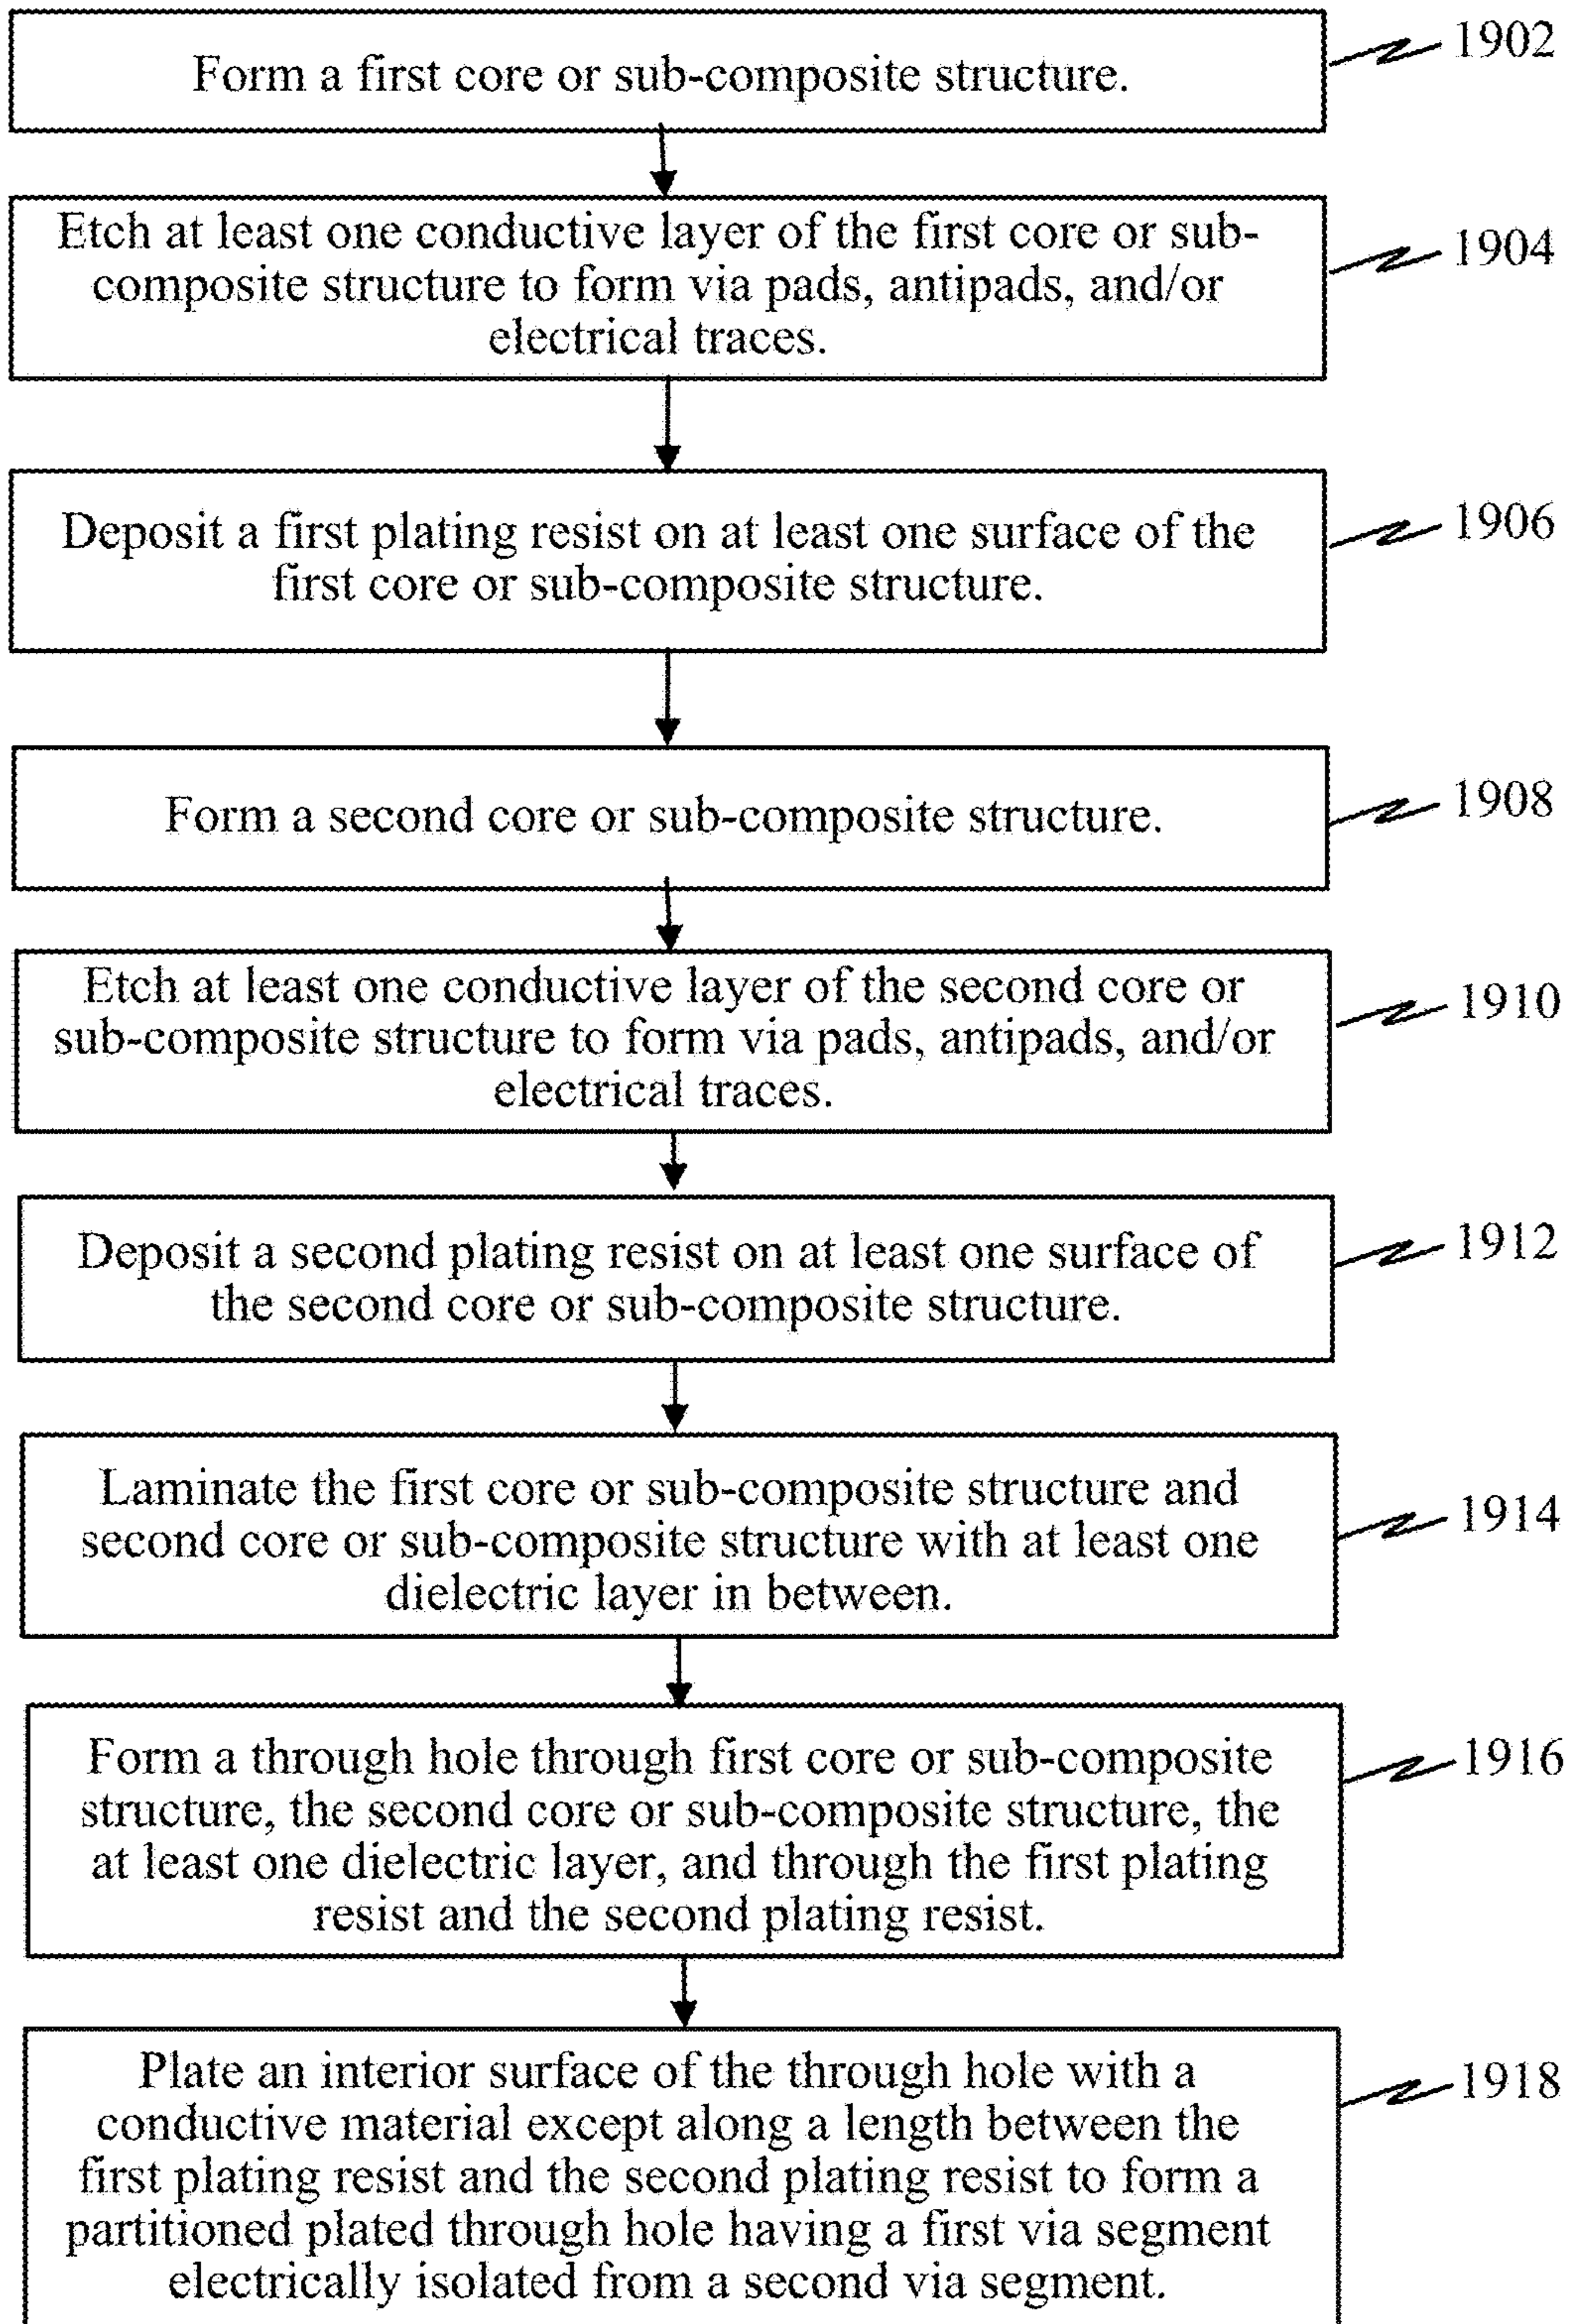 Form a first core or sub-composite structure.
1902
Etch at least one conductive layer of the first core or sub-
composite structure to form via pads, antipads, and/or
electrical traces.
1904
Deposit a first plating resist on at least one surface of the
first core or sub-composite structure.
1906
Form a second core or sub-composite structure.
1908
Etch at least one conductive layer of the second core or
sub-composite structure to form via pads, antipads, and/or
electrical traces.
1910
Deposit a second plating resist on at least one surface of
the second core or sub-composite structure.
1912
Laminate the first core or sub-composite structure and
second core or sub-composite structure with at least one
dielectric layer in between.
1914
Form a through hole through first core or sub-composite
structure, the second core or sub-composite structure, the
at least one dielectric layer, and through the first plating
resist and the second plating resist.
1916
Plate an interior surface of the through hole with a
conductive material except along a length between the
first plating resist and the second plating resist to form a
partitioned plated through hole having a first via segment
electrically isolated from a second via segment.
1918